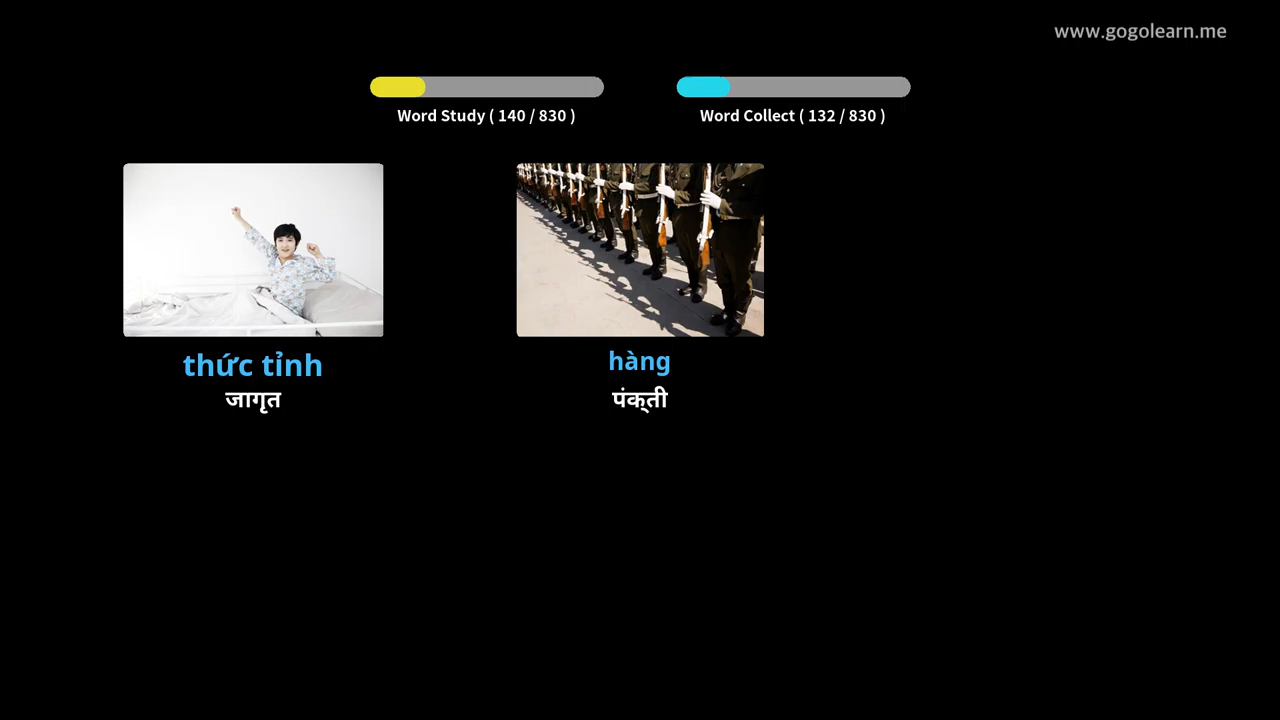 www.gogolearn.me
Word Study ( 140 / 830 )
Word Collect ( 132 / 830 )
thức tỉnh
hàng
जागृत
पंक्ती